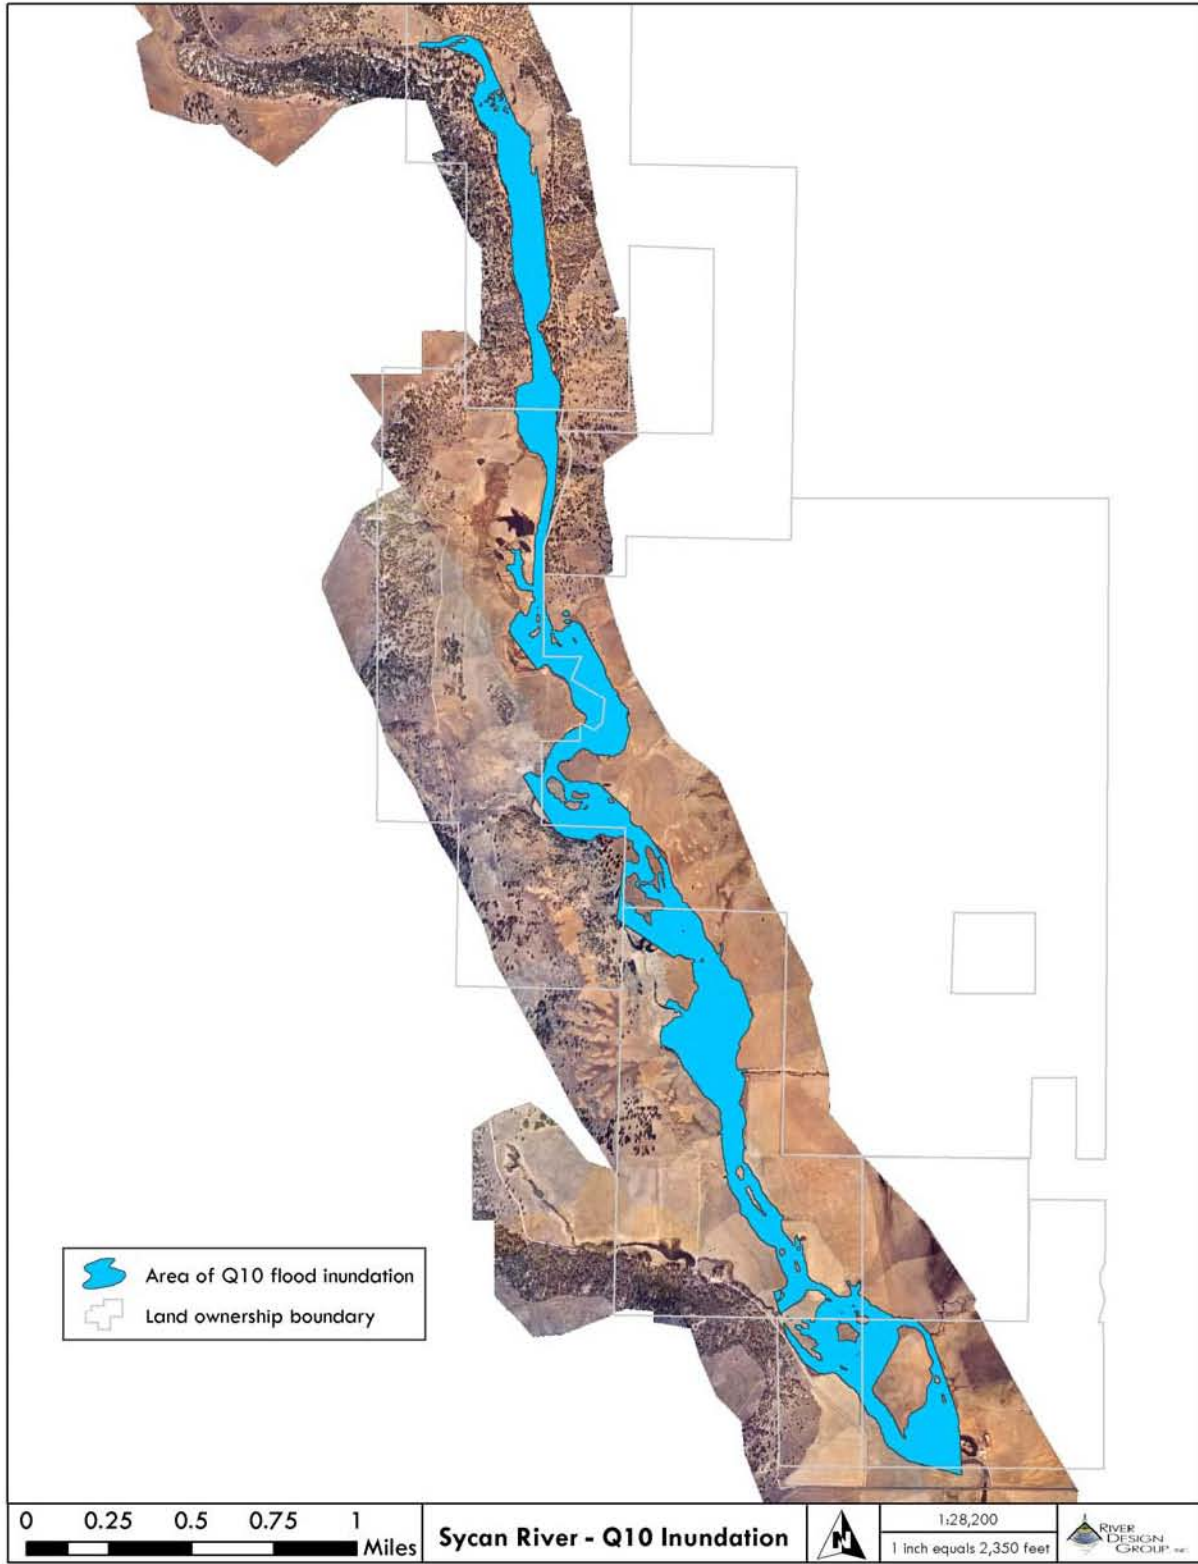 Area of Q10 flood inundation
Land ownership boundary
0 0.25 0.5 0.75 1
Miles
Sycan River - Q10 Inundation
N
1:28,200
1 inch equals 2,350 feet
RIVER
DESIGN
GROUP, INC.